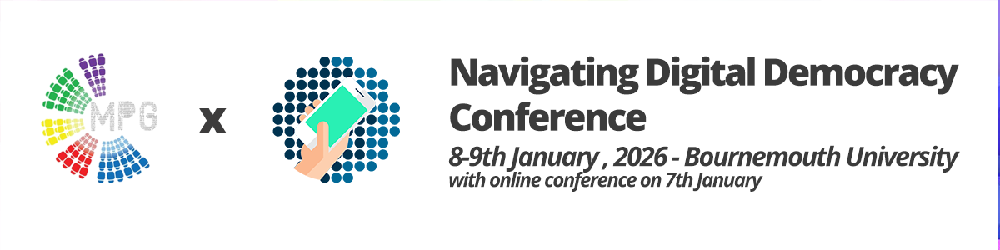 MPG
x
Navigating Digital Democracy
Conference
8-9th January , 2026 - Bournemouth University
with online conference on 7th January